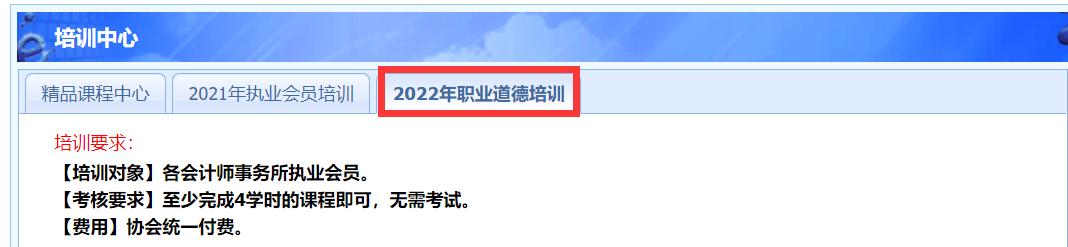 培训中心
精品课程中心 2021年执业会员培训 2022年职业道德培训
培训要求：
【培训对象】各会计师事务所执业会员。
【考核要求】至少完成4学时的课程即可，无需考试。
【费用】协会统一付费。